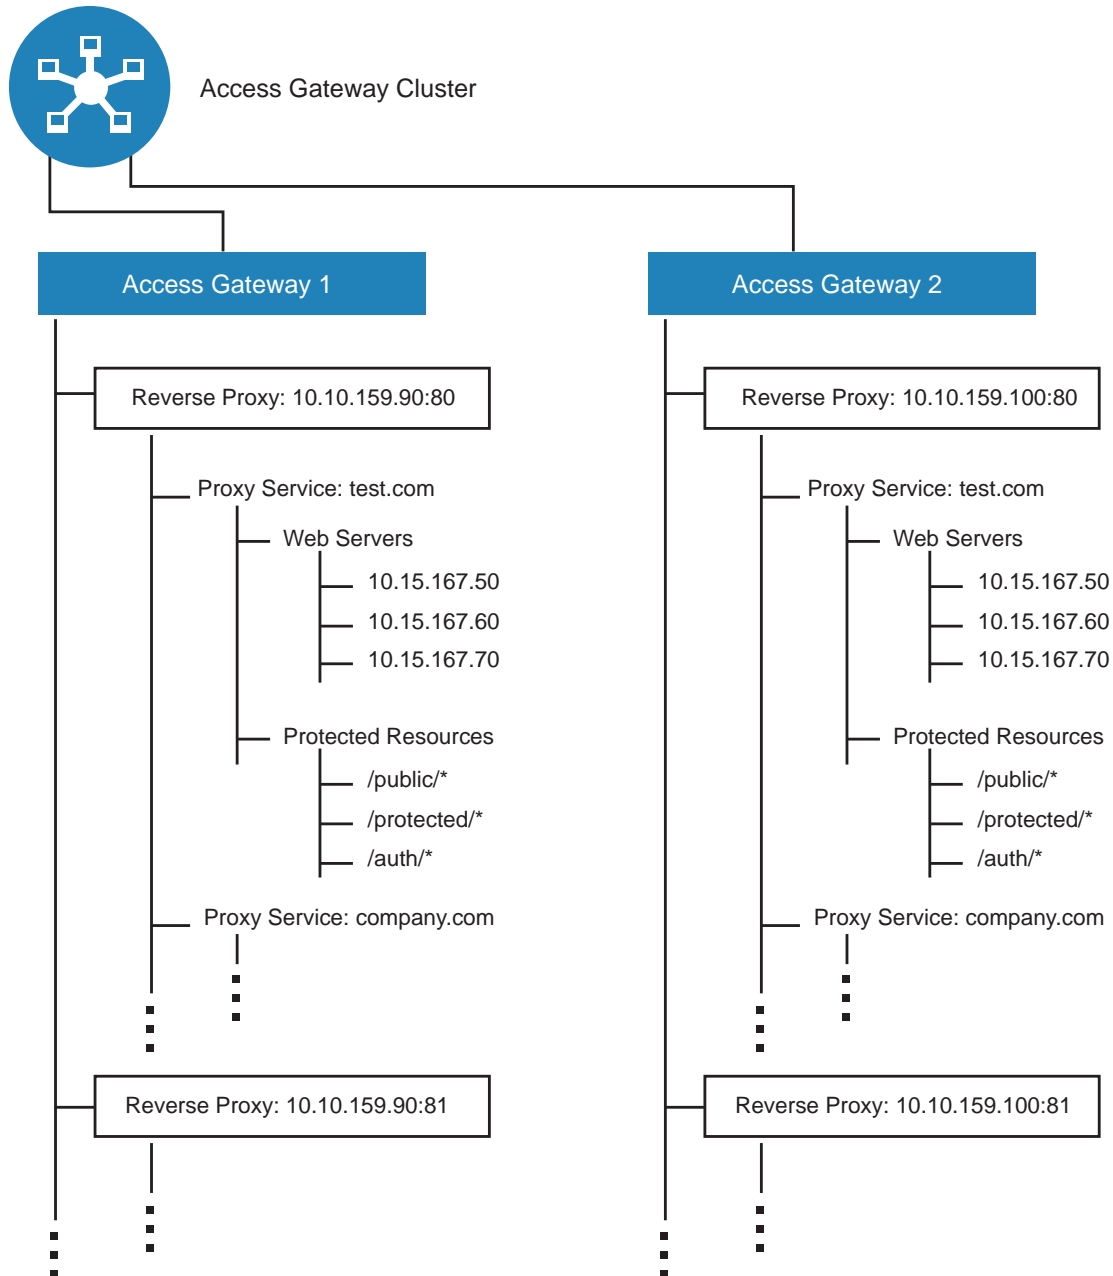 Access Gateway Cluster
Access Gateway 1
Reverse Proxy: 10.10.159.90:80
Proxy Service: test.com
Web Servers
10.15.167.50
10.15.167.60
10.15.167.70
Protected Resources
/public/*
/protected/*
/auth/*
Proxy Service: company.com
Reverse Proxy: 10.10.159.90:81
Access Gateway 2
Reverse Proxy: 10.10.159.100:80
Proxy Service: test.com
Web Servers
10.15.167.50
10.15.167.60
10.15.167.70
Protected Resources
/public/*
/protected/*
/auth/*
Proxy Service: company.com
Reverse Proxy: 10.10.159.100:81